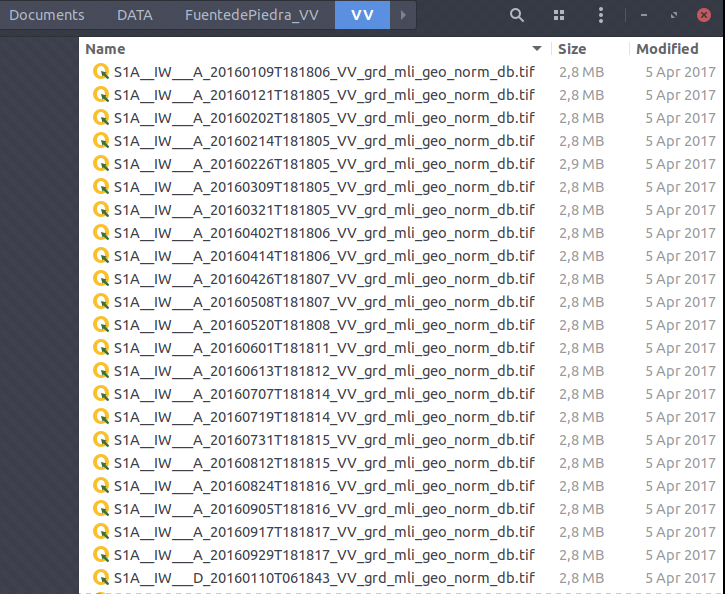 Documents DATA FuentedePiedra_VV VV
Name Size Modified
S1A__IW___A_20160109T181806_VV_grd_mli_geo_norm_db.tif 2,8 MB 5 Apr 2017
S1A__IW___A_20160121T181805_VV_grd_mli_geo_norm_db.tif 2,8 MB 5 Apr 2017
S1A__IW___A_20160202T181805_VV_grd_mli_geo_norm_db.tif 2,8 MB 5 Apr 2017
S1A__IW___A_20160214T181805_VV_grd_mli_geo_norm_db.tif 2,8 MB 5 Apr 2017
S1A__IW___A_20160226T181805_VV_grd_mli_geo_norm_db.tif 2,9 MB 5 Apr 2017
S1A__IW___A_20160309T181805_VV_grd_mli_geo_norm_db.tif 2,8 MB 5 Apr 2017
S1A__IW___A_20160321T181805_VV_grd_mli_geo_norm_db.tif 2,8 MB 5 Apr 2017
S1A__IW___A_20160402T181806_VV_grd_mli_geo_norm_db.tif 2,8 MB 5 Apr 2017
S1A__IW___A_20160414T181806_VV_grd_mli_geo_norm_db.tif 2,8 MB 5 Apr 2017
S1A__IW___A_20160426T181807_VV_grd_mli_geo_norm_db.tif 2,8 MB 5 Apr 2017
S1A__IW___A_20160508T181807_VV_grd_mli_geo_norm_db.tif 2,8 MB 5 Apr 2017
S1A__IW___A_20160520T181808_VV_grd_mli_geo_norm_db.tif 2,8 MB 5 Apr 2017
S1A__IW___A_20160601T181811_VV_grd_mli_geo_norm_db.tif 2,8 MB 5 Apr 2017
S1A__IW___A_20160613T181812_VV_grd_mli_geo_norm_db.tif 2,8 MB 5 Apr 2017
S1A__IW___A_20160707T181814_VV_grd_mli_geo_norm_db.tif 2,8 MB 5 Apr 2017
S1A__IW___A_20160719T181814_VV_grd_mli_geo_norm_db.tif 2,8 MB 5 Apr 2017
S1A__IW___A_20160731T181815_VV_grd_mli_geo_norm_db.tif 2,8 MB 5 Apr 2017
S1A__IW___A_20160812T181815_VV_grd_mli_geo_norm_db.tif 2,8 MB 5 Apr 2017
S1A__IW___A_20160824T181816_VV_grd_mli_geo_norm_db.tif 2,8 MB 5 Apr 2017
S1A__IW___A_20160905T181816_VV_grd_mli_geo_norm_db.tif 2,8 MB 5 Apr 2017
S1A__IW___A_20160917T181817_VV_grd_mli_geo_norm_db.tif 2,8 MB 5 Apr 2017
S1A__IW___A_20160929T181817_VV_grd_mli_geo_norm_db.tif 2,8 MB 5 Apr 2017
S1A__IW___D_20160110T061843_VV_grd_mli_geo_norm_db.tif 2,8 MB 5 Apr 2017